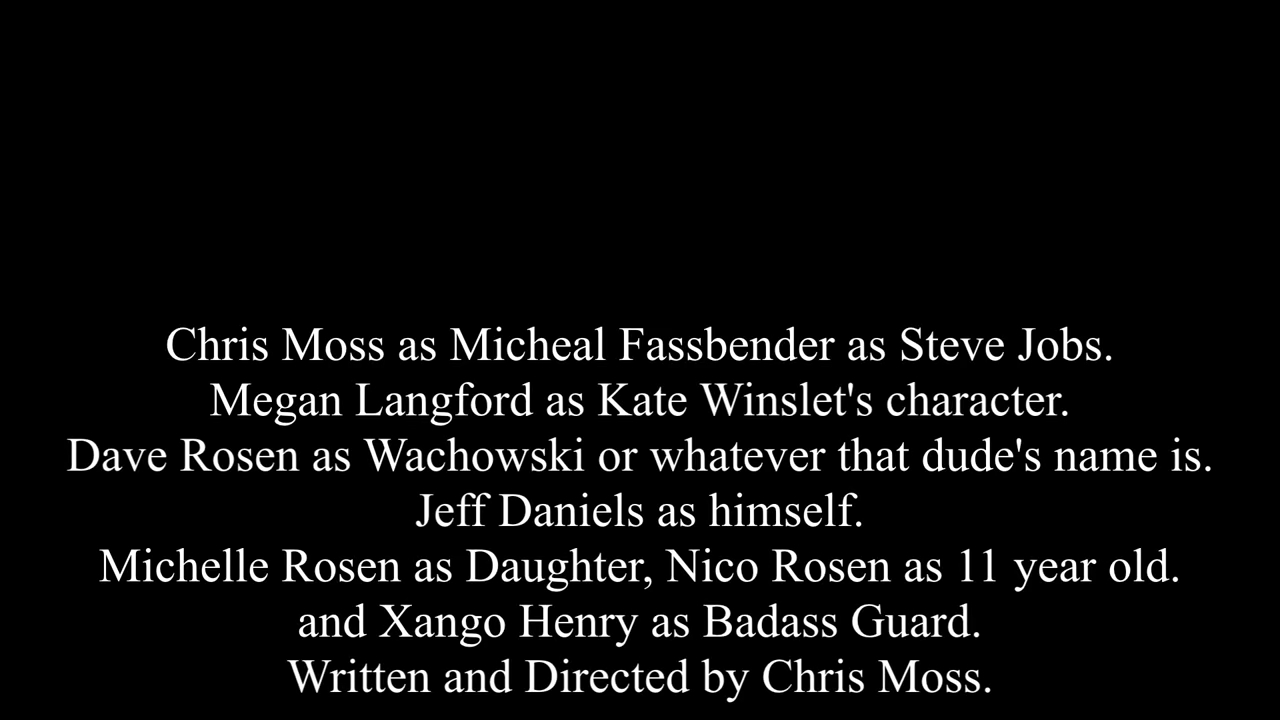 Chris Moss as Micheal Fassbender as Steve Jobs.
Megan Langford as Kate Winslet's character.
Dave Rosen as Wachowski or whatever that dude's name is.
Jeff Daniels as himself.
Michelle Rosen as Daughter, Nico Rosen as 11 year old.
and Xango Henry as Badass Guard.
Written and Directed by Chris Moss.